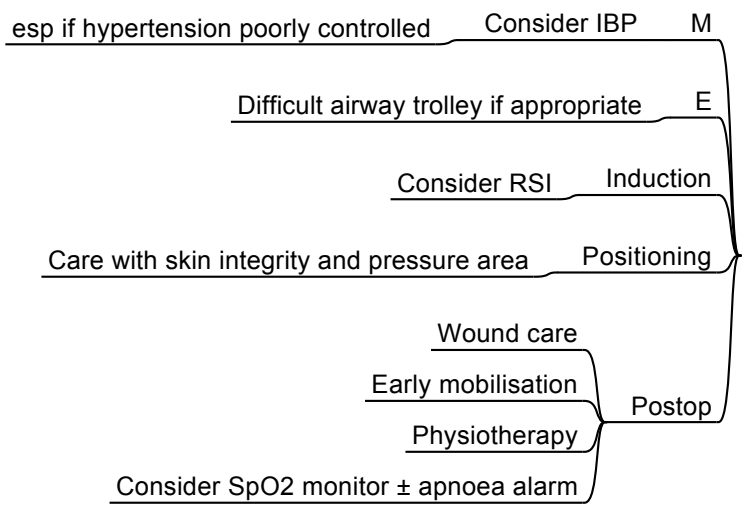 esp if hypertension poorly controlled Consider IBP M
Difficult airway trolley if appropriate E
Consider RSI Induction
Care with skin integrity and pressure area Positioning
Wound care
Early mobilisation
Postop
Physiotherapy
Consider SpO2 monitor ± apnoea alarm